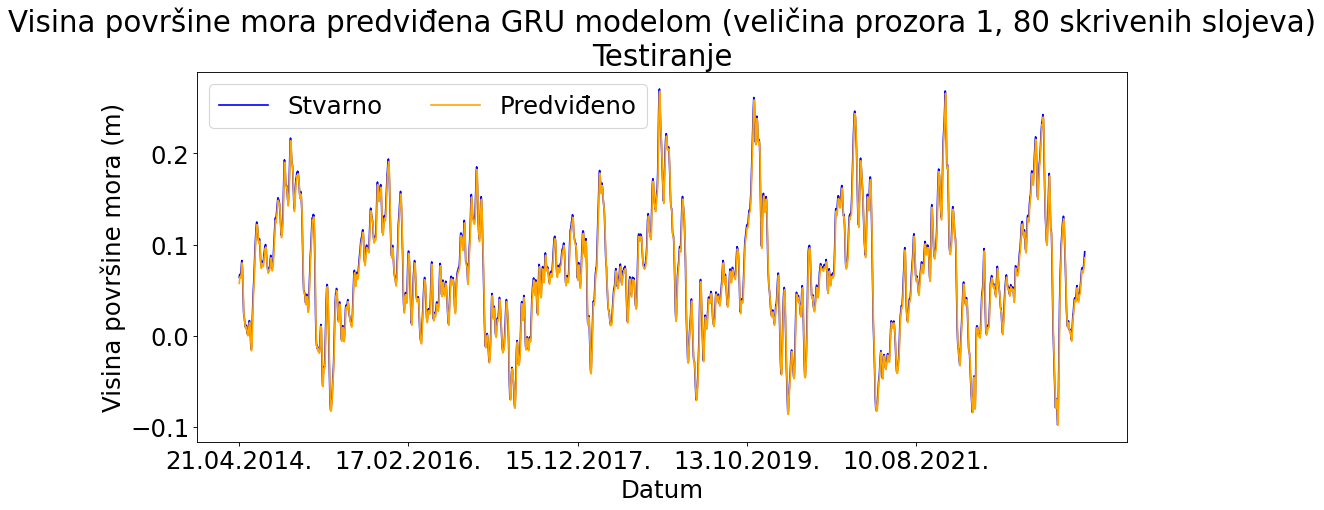 Visina površine mora predviđena GRU modelom (veličina prozora 1, 80 skrivenih slojeva)
Testiranje
Stvarno Predviđeno
Visina površine mora (m)
0.2
0.1
0.0
−0.1
21.04.2014. 17.02.2016. 15.12.2017. 13.10.2019. 10.08.2021.
Datum